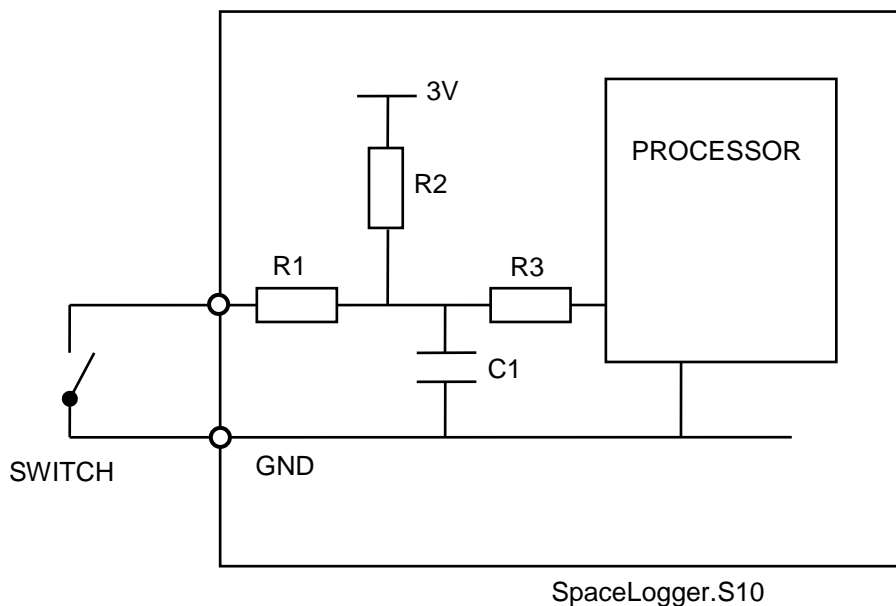 3V
PROCESSOR
R2
R1
R3
C1
GND
SWITCH
SpaceLogger.S10